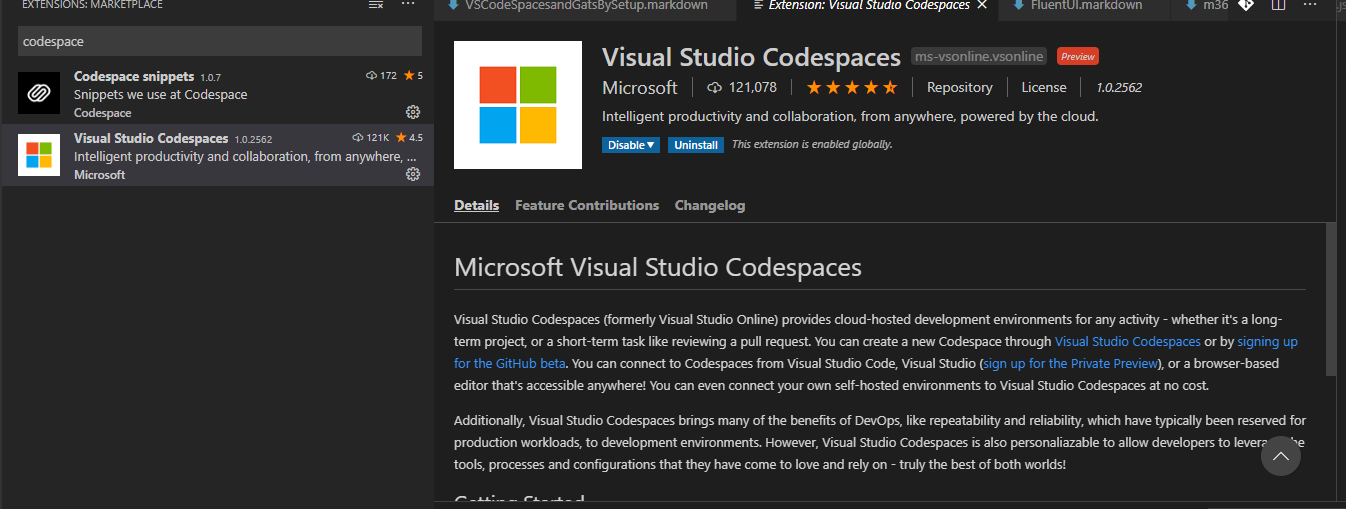 EXTENSIONS: MARKETPLACE
codespace
Codespace snippets 1.0.7 172 5
Snippets we use at Codespace
Codespace
Visual Studio Codespaces 1.0.2562 121K 4.5
Intelligent productivity and collaboration, from anywhere, ...
Microsoft
VSCodeSpacesandGatsBySetup.markdown
Extension: Visual Studio Codespaces
FluentUI.markdown
m36
Visual Studio Codespaces ms-vsonline.vsonline Preview
Microsoft 121,078 Repository License 1.0.2562
Intelligent productivity and collaboration, from anywhere, powered by the cloud.
Disable Uninstall This extension is enabled globally.
Details Feature Contributions Changelog
Microsoft Visual Studio Codespaces
Visual Studio Codespaces (formerly Visual Studio Online) provides cloud-hosted development environments for any activity - whether it's a long-
term project, or a short-term task like reviewing a pull request. You can create a new Codespace through Visual Studio Codespaces or by signing up
for the GitHub beta. You can connect to Codespaces from Visual Studio Code, Visual Studio (sign up for the Private Preview), or a browser-based
editor that's accessible anywhere! You can even connect your own self-hosted environments to Visual Studio Codespaces at no cost.
Additionally, Visual Studio Codespaces brings many of the benefits of DevOps, like repeatability and reliability, which have typically been reserved for
production workloads, to development environments. However, Visual Studio Codespaces is also personaliazable to allow developers to leverage the
tools, processes and configurations that they have come to love and rely on - truly the best of both worlds!
Getting Started